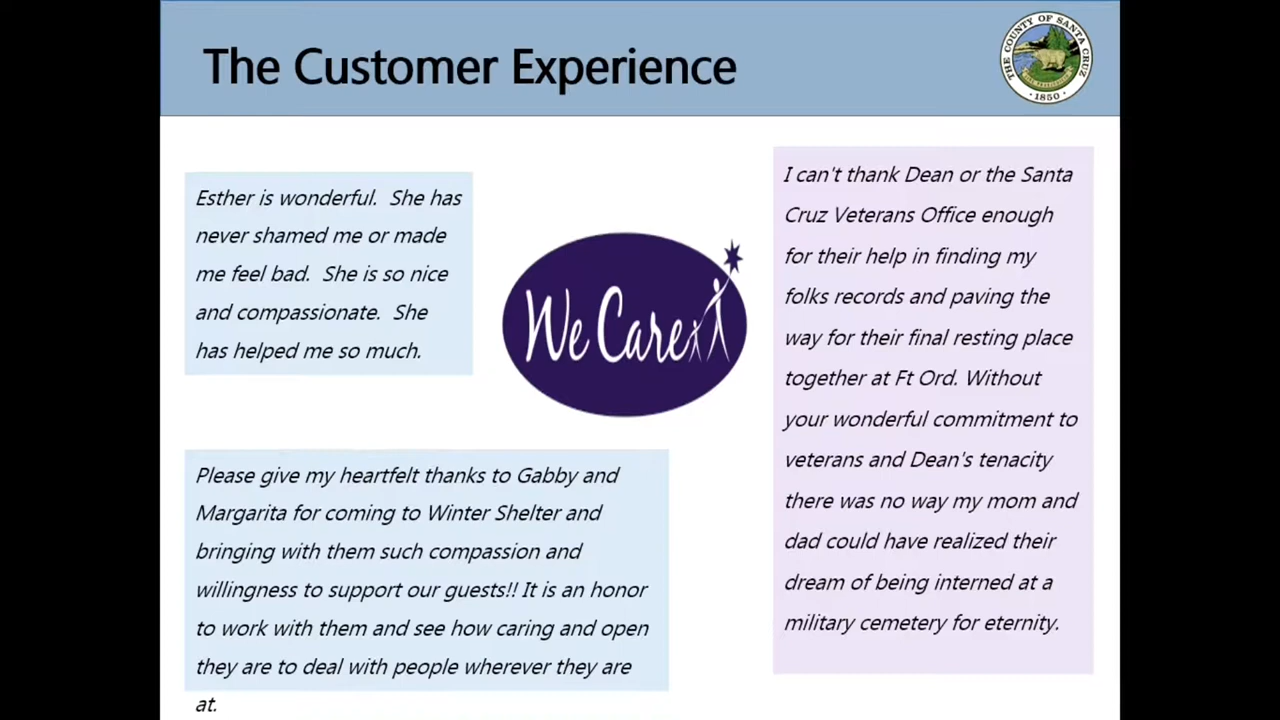 The Customer Experience
THE COUNTY OF SANTA CRUZ
· 1850 ·
Esther is wonderful.  She has
never shamed me or made
me feel bad.  She is so nice
and compassionate.  She
has helped me so much.
We Care
Please give my heartfelt thanks to Gabby and
Margarita for coming to Winter Shelter and
bringing with them such compassion and
willingness to support our guests!! It is an honor
to work with them and see how caring and open
they are to deal with people wherever they are
at.
I can't thank Dean or the Santa
Cruz Veterans Office enough
for their help in finding my
folks records and paving the
way for their final resting place
together at Ft Ord. Without
your wonderful commitment to
veterans and Dean's tenacity
there was no way my mom and
dad could have realized their
dream of being interned at a
military cemetery for eternity.